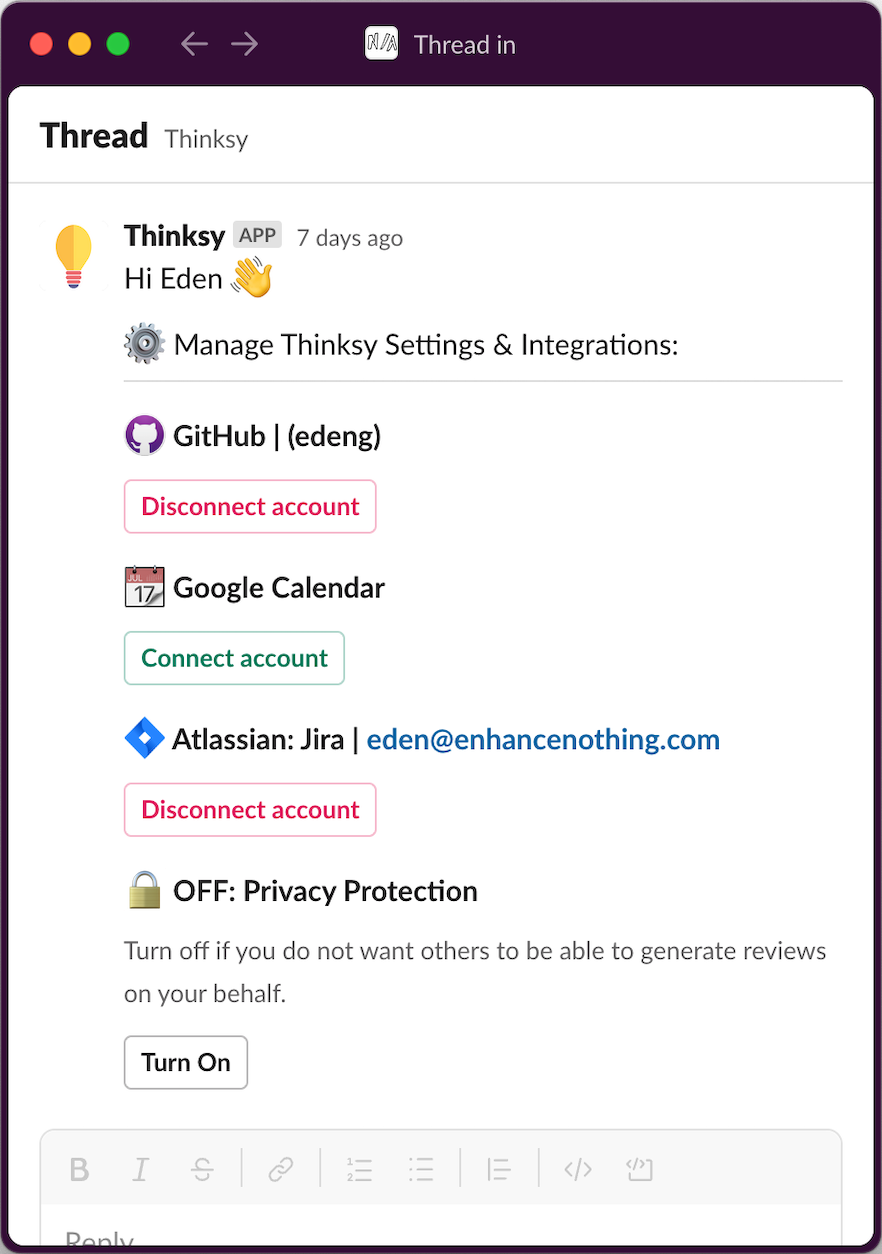 N/A Thread in
Thread Thinksy
Thinksy APP 7 days ago
Hi Eden 👋
Manage Thinksy Settings & Integrations:
GitHub | (edeng)
Disconnect account
JUL
17
Google Calendar
Connect account
Atlassian: Jira | eden@enhancenothing.com
Disconnect account
OFF: Privacy Protection
Turn off if you do not want others to be able to generate reviews
on your behalf.
Turn On
B I S
Reply